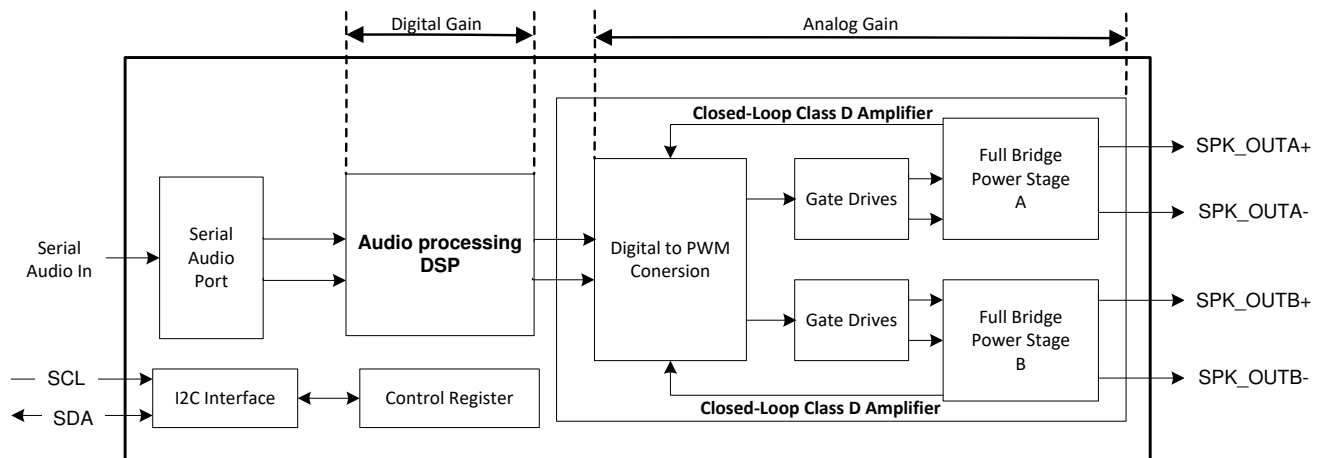 Digital Gain
Analog Gain
Closed-Loop Class D Amplifier
Serial
Audio In
Serial
Audio
Port
Audio processing
DSP
Digital to PWM
Conersion
Gate Drives
Full Bridge
Power Stage
A
SPK_OUTA+
SPK_OUTA-
Gate Drives
Full Bridge
Power Stage
B
SPK_OUTB+
SPK_OUTB-
Closed-Loop Class D Amplifier
SCL
SDA
I2C Interface
Control Register